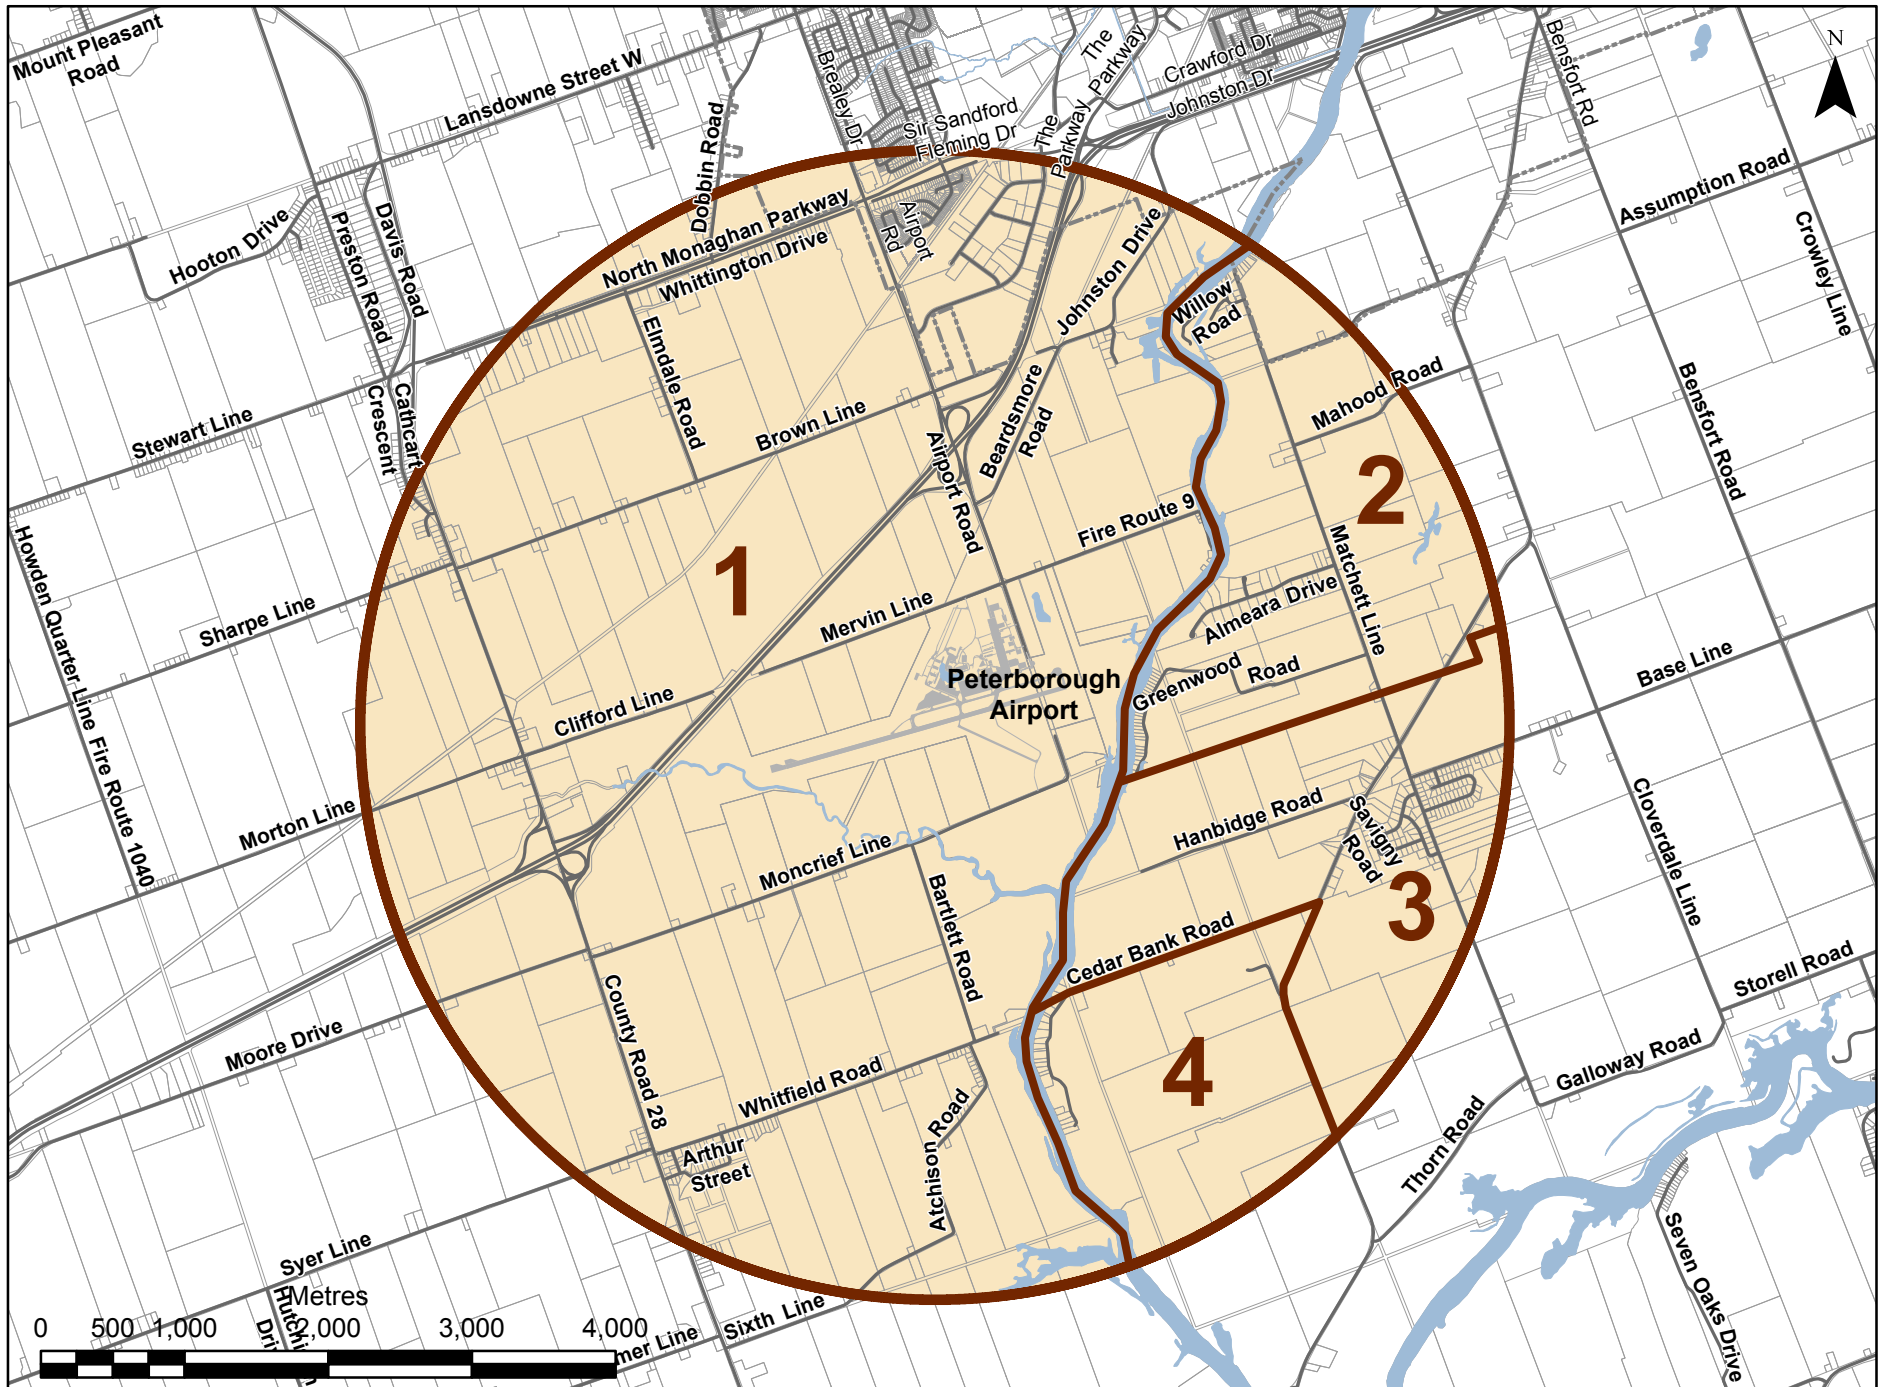 Mount Pleasant
Road
Lansdowne Street W
Dobbin Road
Brealey Dr
Sir Sandford
Fleming Dr
The
Parkway
The
Parkway
Crawford Dr
Johnston Dr
Bensfort Rd
N
Assumption Road
Crowley Line
Hooton Drive
Preston Road
Davis Road
North Monaghan Parkway
Whittington Drive
Airport
Rd
Johnston Drive
Willow
Road
Elmdale Road
Stewart Line
Cathcart
Crescent
Brown Line
Airport Road
Beardsmore
Road
Mahood Road
Bensfort Road
2
Fire Route 9
Matchett Line
1
Howden Quarter Line
Fire Route 1040
Sharpe Line
Mervin Line
Almeara Drive
Greenwood
Road
Base Line
Peterborough
Airport
Clifford Line
Morton Line
Hanbidge Road
Savigny
Road
Cloverdale Line
Moncrief Line
Bartlett Road
3
Cedar Bank Road
Storell Road
Moore Drive
County Road 28
4
Galloway Road
Whitfield Road
Atchison
Road
Thorn Road
Arthur
Street
Syer Line
Seven Oaks Drive
Sixth Line
Metres
0 500 1,000 2,000 3,000 4,000